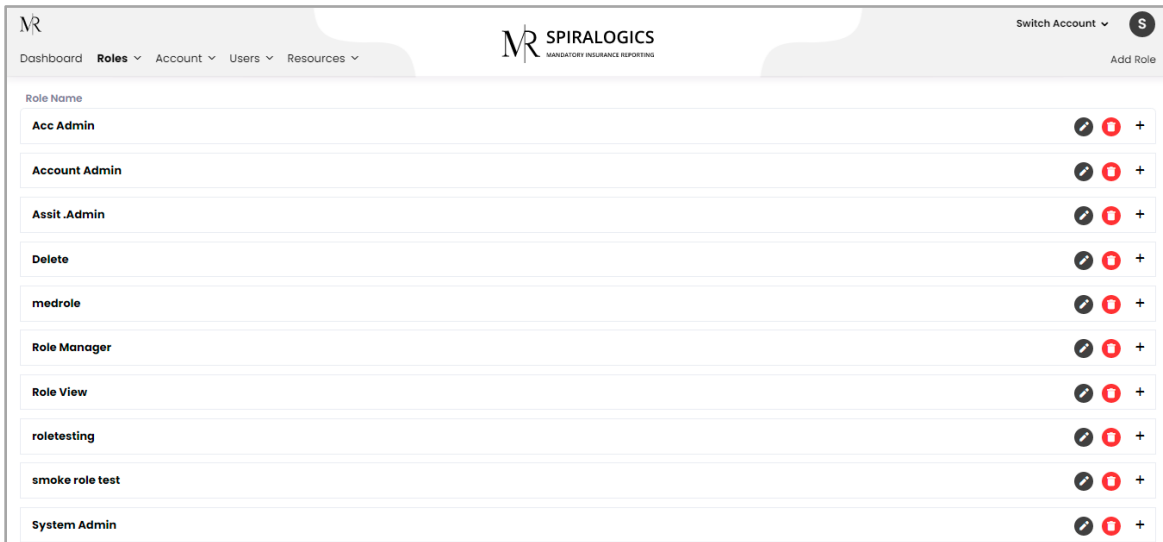 MR
Switch Account
S
MR SPIRALOGICS
MANDATORY INSURANCE REPORTING
Dashboard Roles Account Users Resources
Add Role
Role Name
Acc Admin
Account Admin
Assit .Admin
Delete
medrole
Role Manager
Role View
roletesting
smoke role test
System Admin